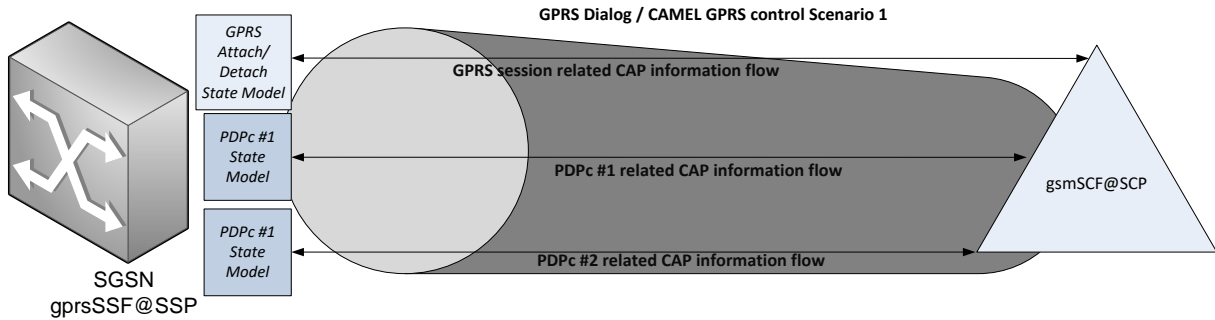 GPRS Dialog / CAMEL GPRS control Scenario 1
GPRS
Attach/
Detach
State Model
GPRS session related CAP information flow
PDPc #1
State
Model
PDPc #1 related CAP information flow
gsmSCF@SCP
PDPc #1
State
Model
PDPc #2 related CAP information flow
SGSN
gprsSSF@SSP